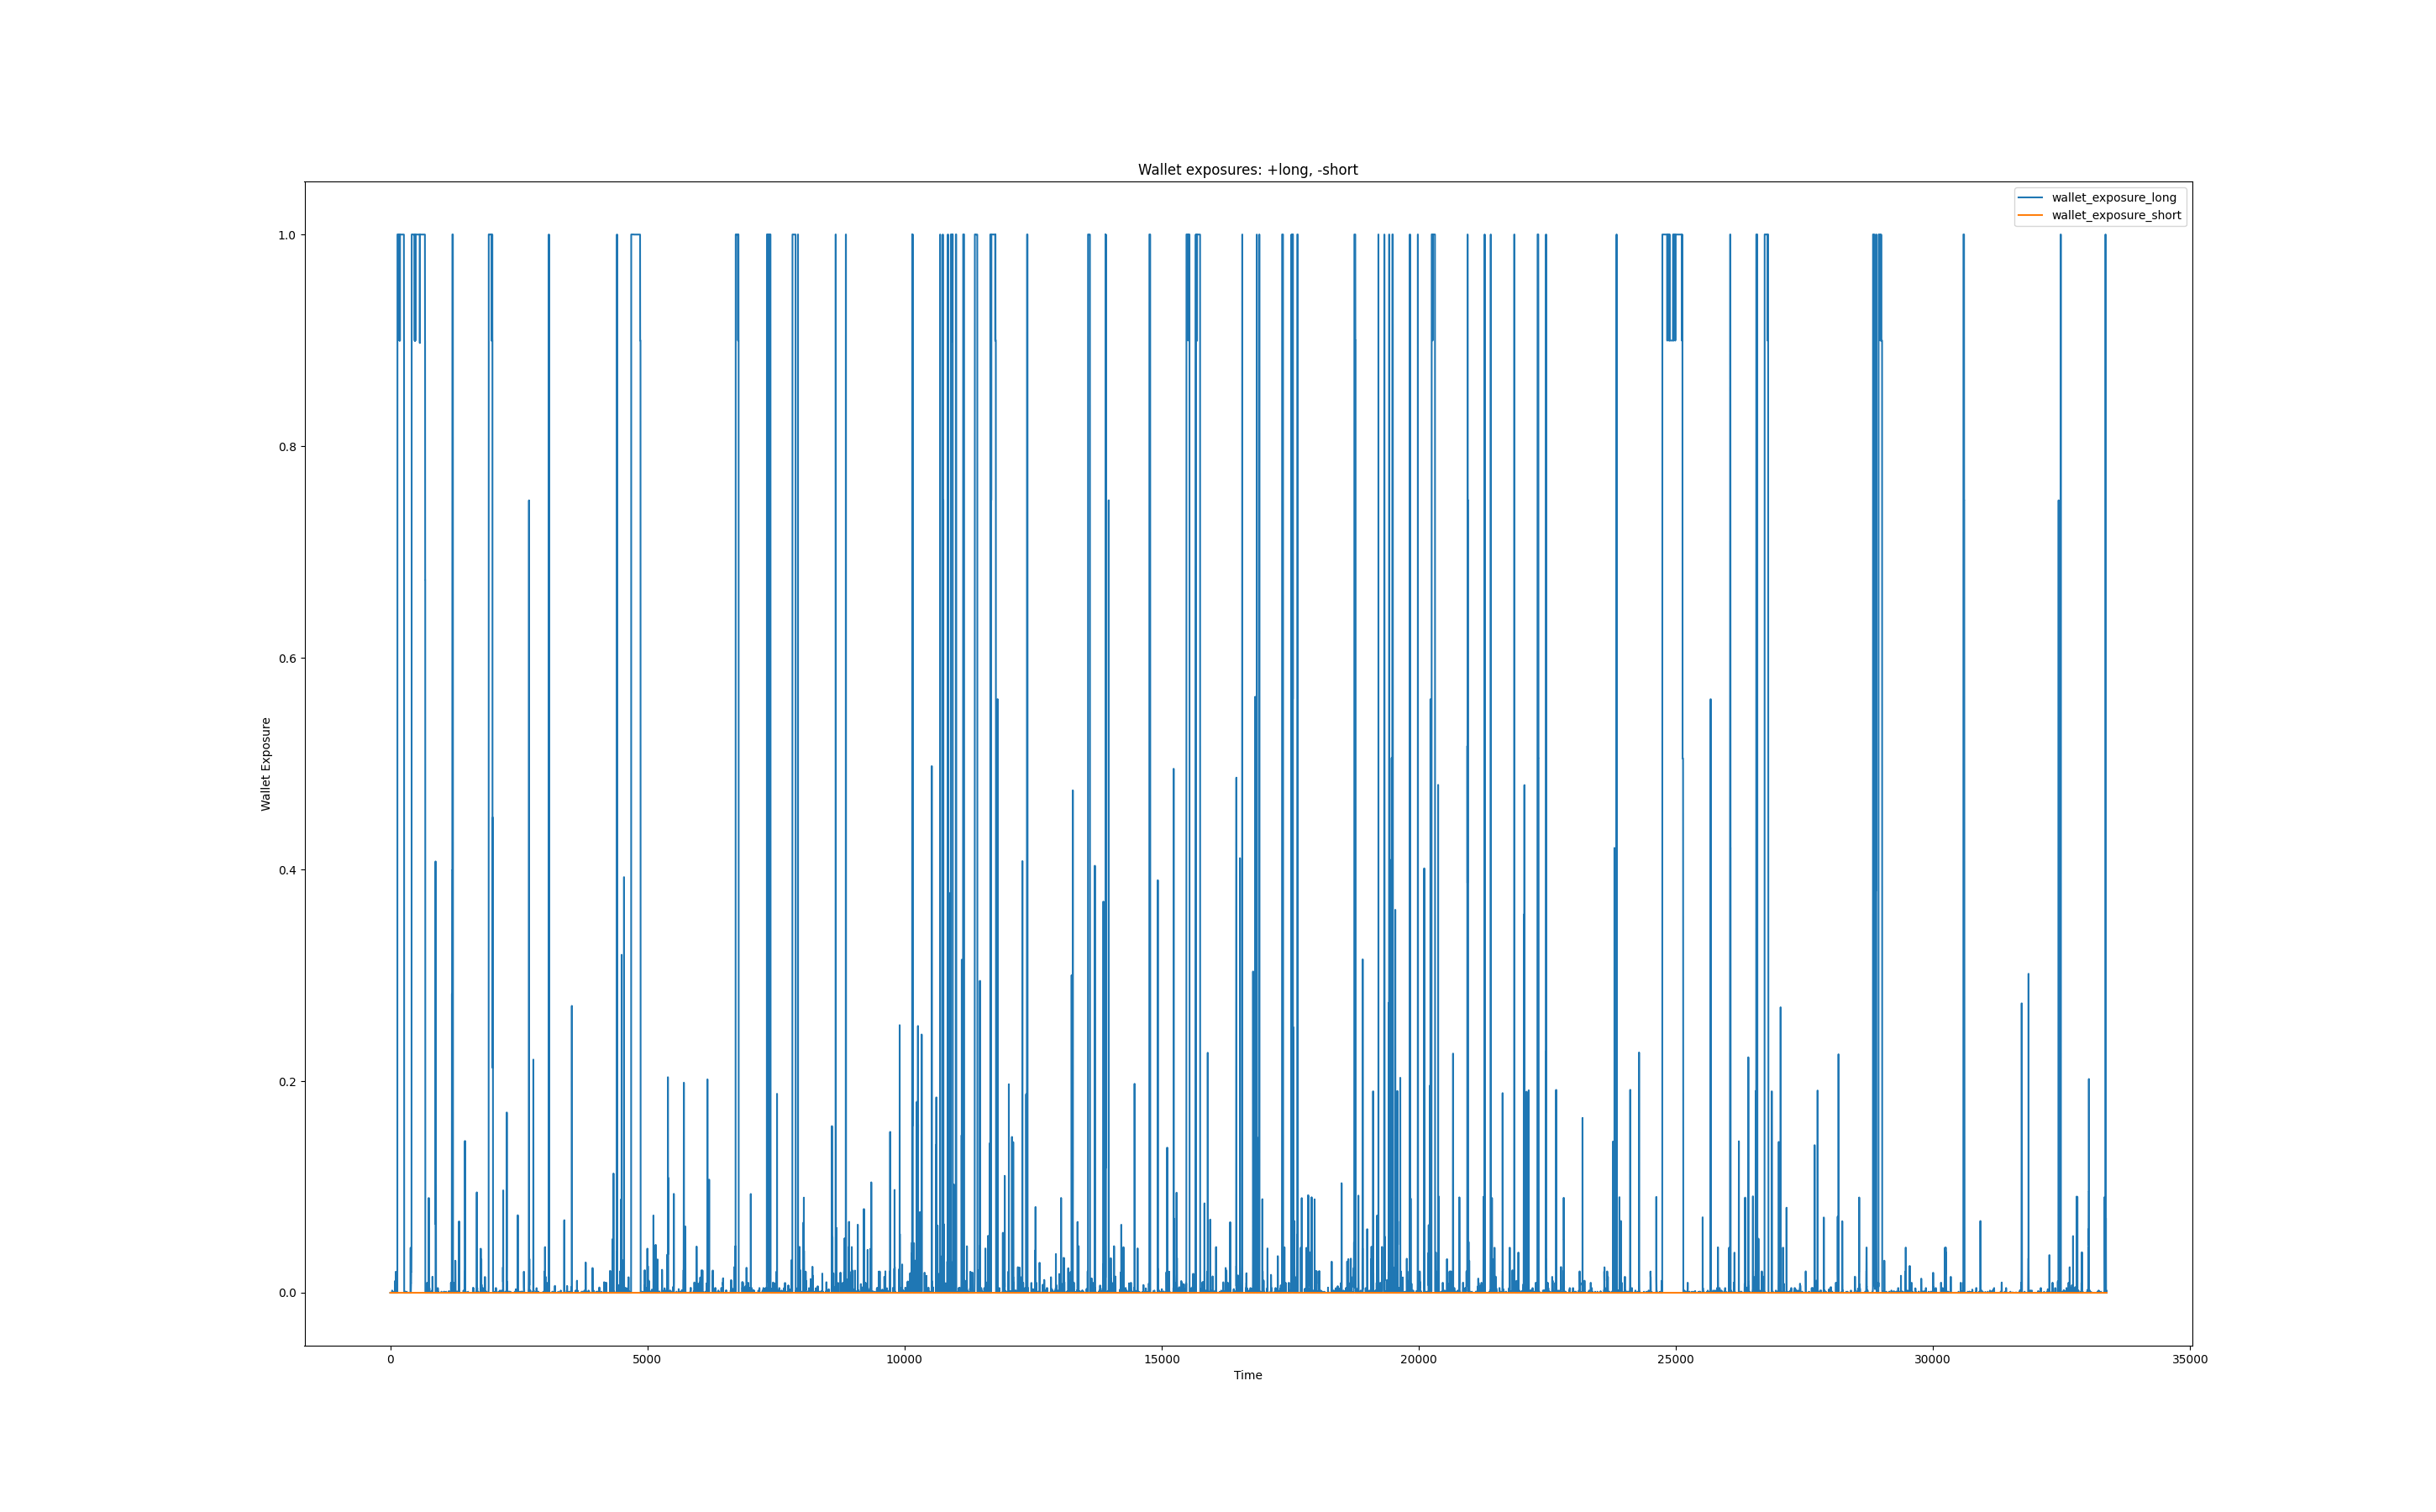 Wallet exposures: +long, -short
wallet_exposure_long
wallet_exposure_short
1.0
0.8
0.6
0.4
0.2
0.0
Wallet Exposure
0 5000 10000 15000 20000 25000 30000 35000
Time